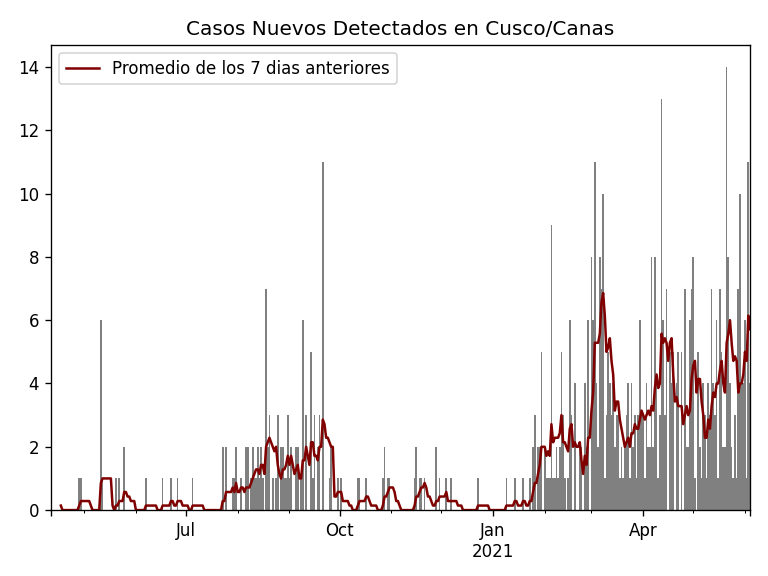 Casos Nuevos Detectados en Cusco/Canas
Promedio de los 7 dias anteriores
14
12
10
8
6
4
2
0
Jul
Oct
Jan
2021
Apr